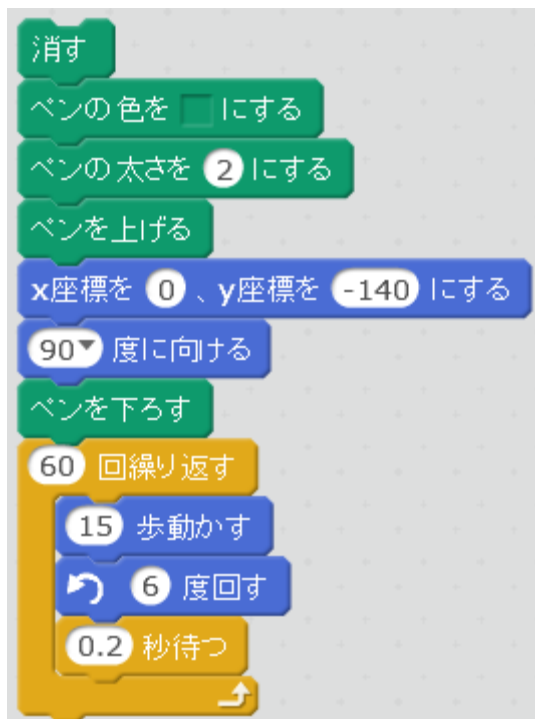 消す
ペンの色を にする
ペンの太さを 2 にする
ペンを上げる
x座標を 0 、y座標を -140 にする
90 度に向ける
ペンを下ろす
60 回繰り返す
15 歩動かす
6 度回す
0.2 秒待つ